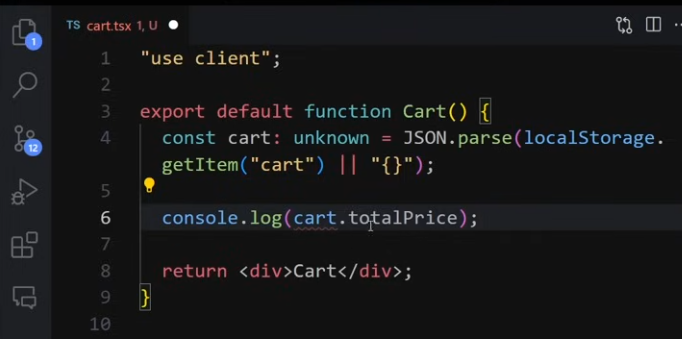 TS cart.tsx 1, U
1
1 "use client";
2
3 export default function Cart() {
4 const cart: unknown = JSON.parse(localStorage.
getItem("cart") || "{}");
5
6 console.log(cart.totalPrice);
7
8 return <div>Cart</div>;
12
9 }
10